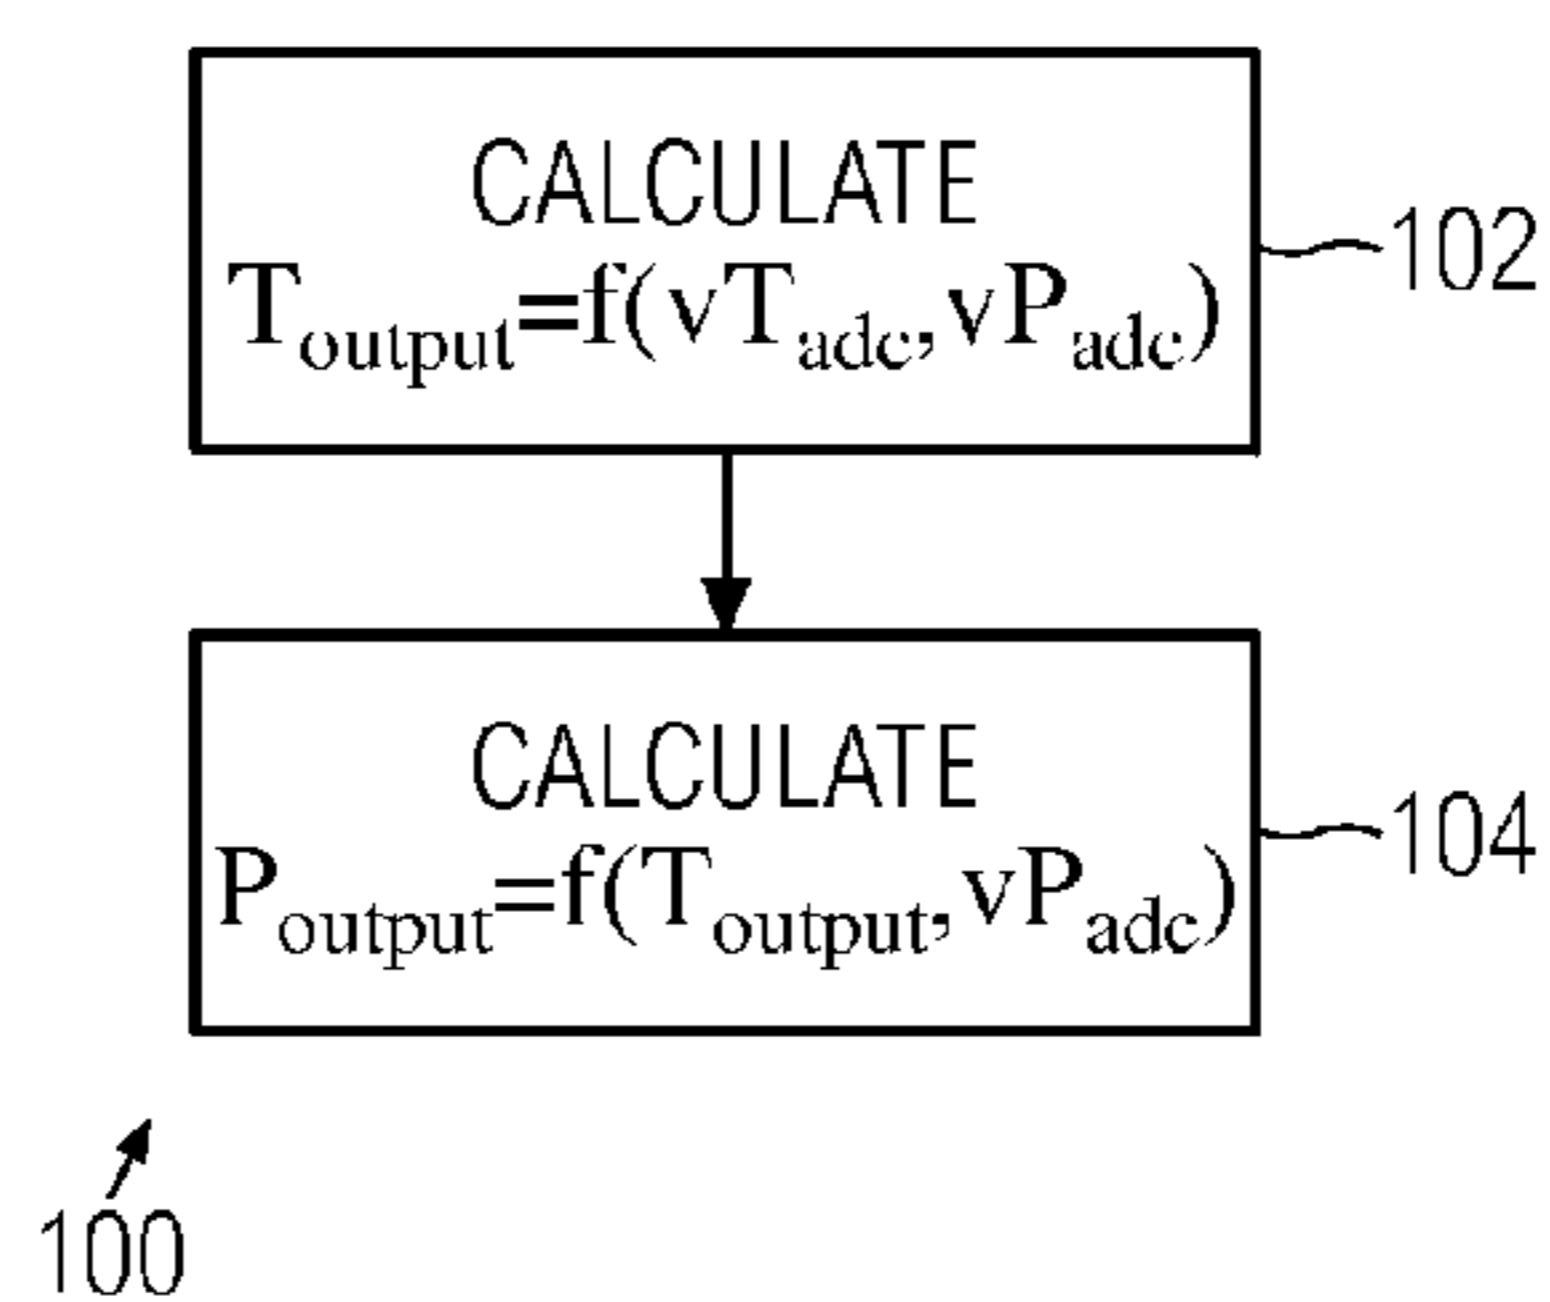 CALCULATE
T_output=f(vT_adc,vP_adc)
102
CALCULATE
P_output=f(T_output,vP_adc)
104
100